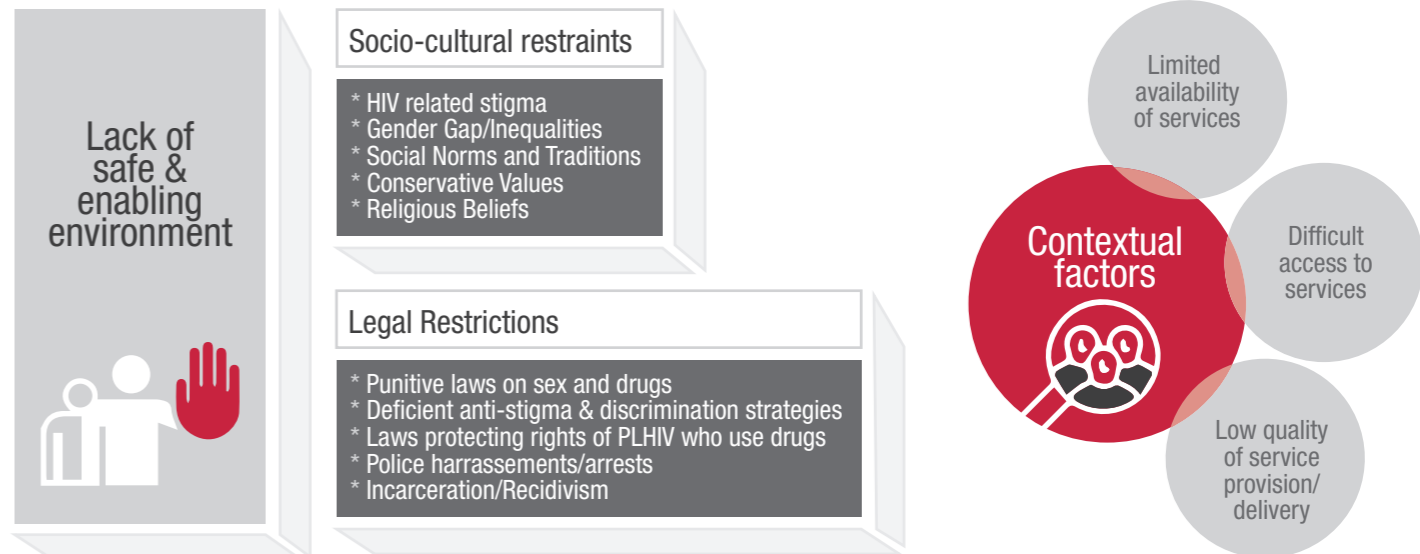 Lack of
safe &
enabling
environment
Socio-cultural restraints
* HIV related stigma
* Gender Gap/Inequalities
* Social Norms and Traditions
* Conservative Values
* Religious Beliefs
Legal Restrictions
* Punitive laws on sex and drugs
* Deficient anti-stigma & discrimination strategies
* Laws protecting rights of PLHIV who use drugs
* Police harrassements/arrests
* Incarceration/Recidivism
Contextual
factors
Limited
availability
of services
Difficult
access to
services
Low quality
of service
provision/
delivery